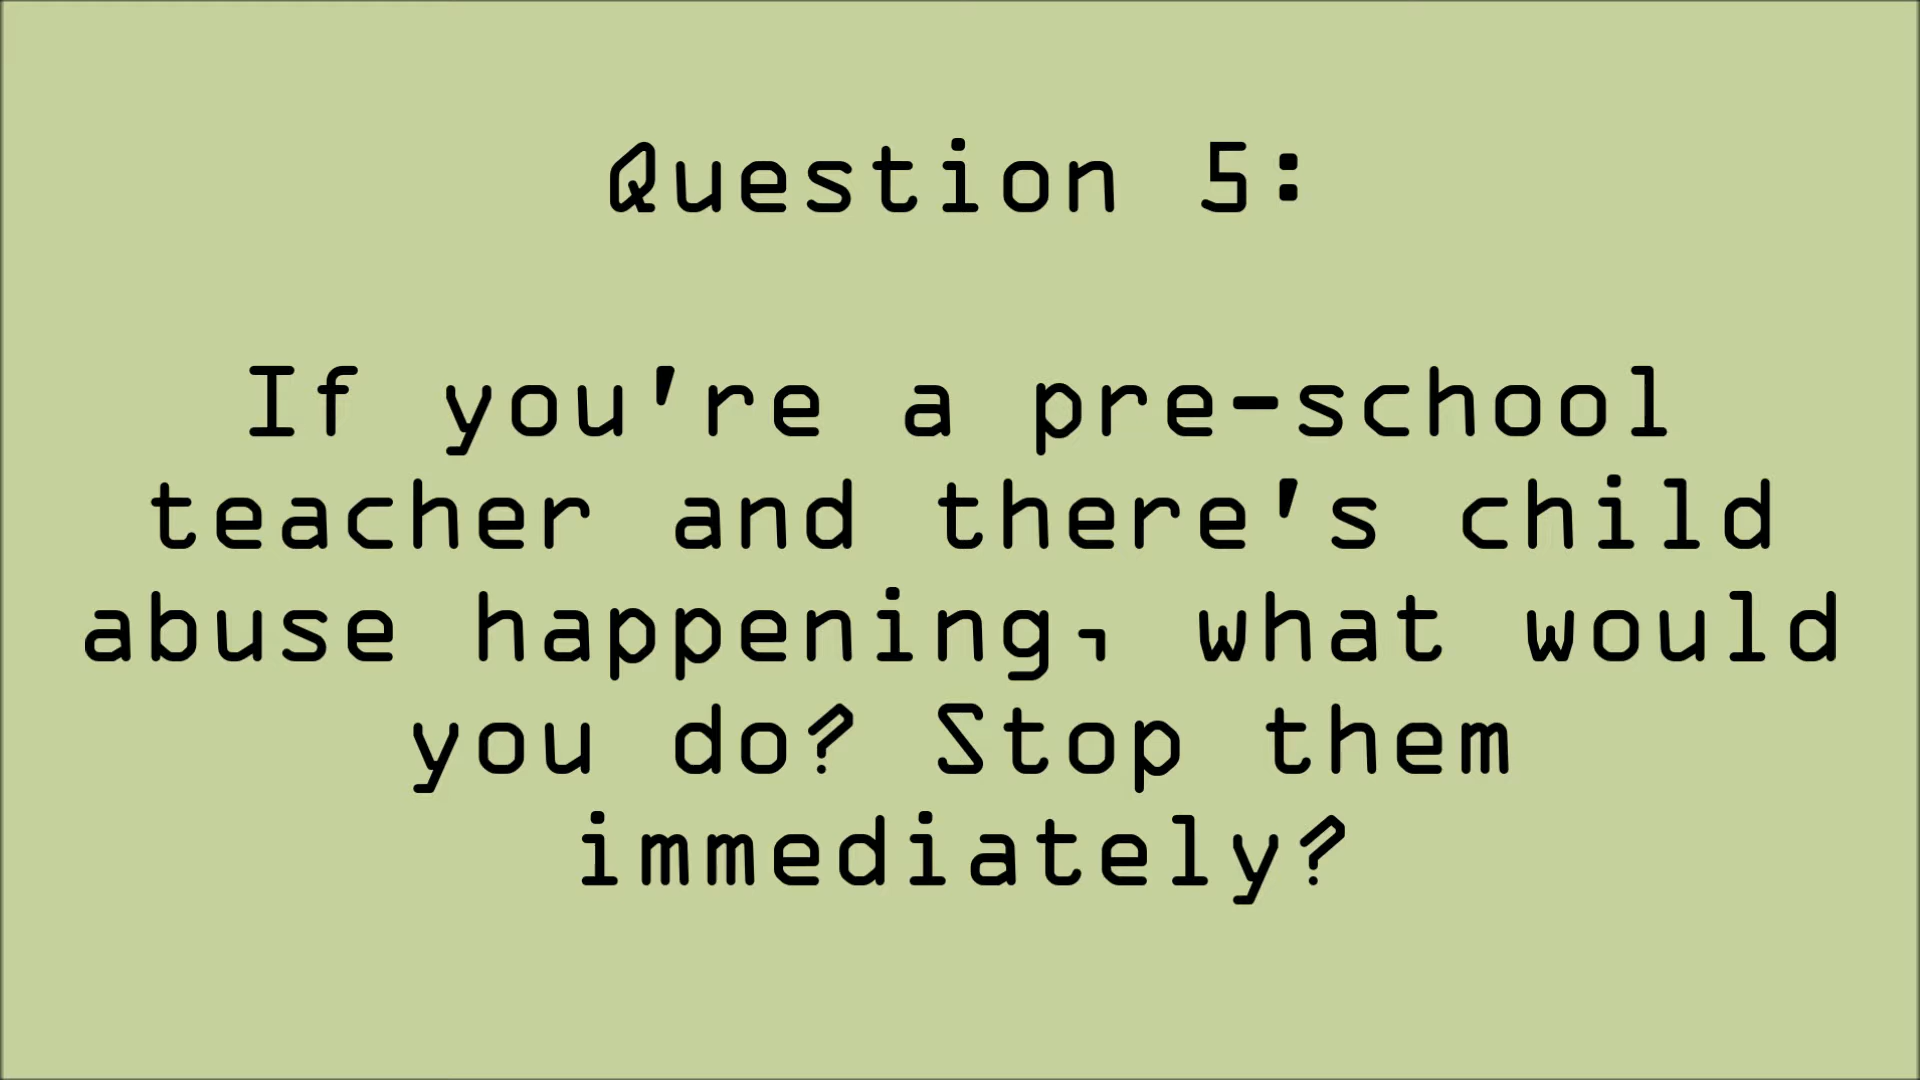 Question 5:
If you're a pre-school
teacher and there's child
abuse happening, what would
you do? Stop them
immediately?